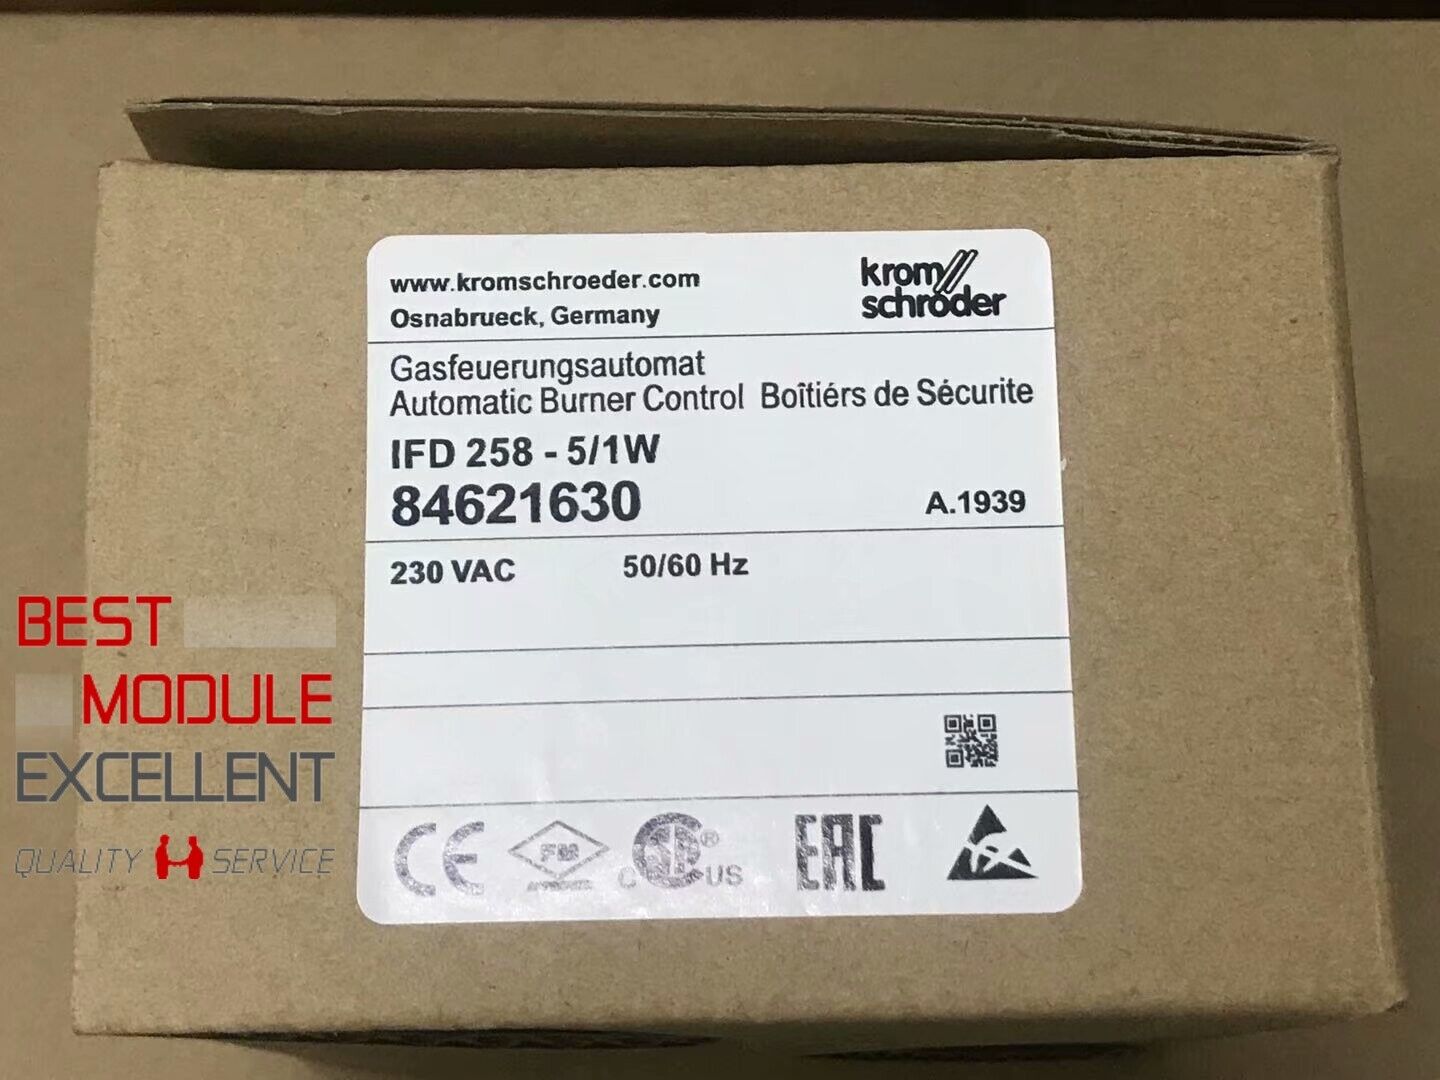 www.kromschroeder.com
Osnabrueck, Germany
krom
schröder
Gasfeuerungsautomat
Automatic Burner Control Boîtiérs de Sécurite
IFD 258 - 5/1W
84621630
A.1939
230 VAC 50/60 Hz
CE FM C ® US EAC
BEST
MODULE
EXCELLENT
QUALITY SERVICE